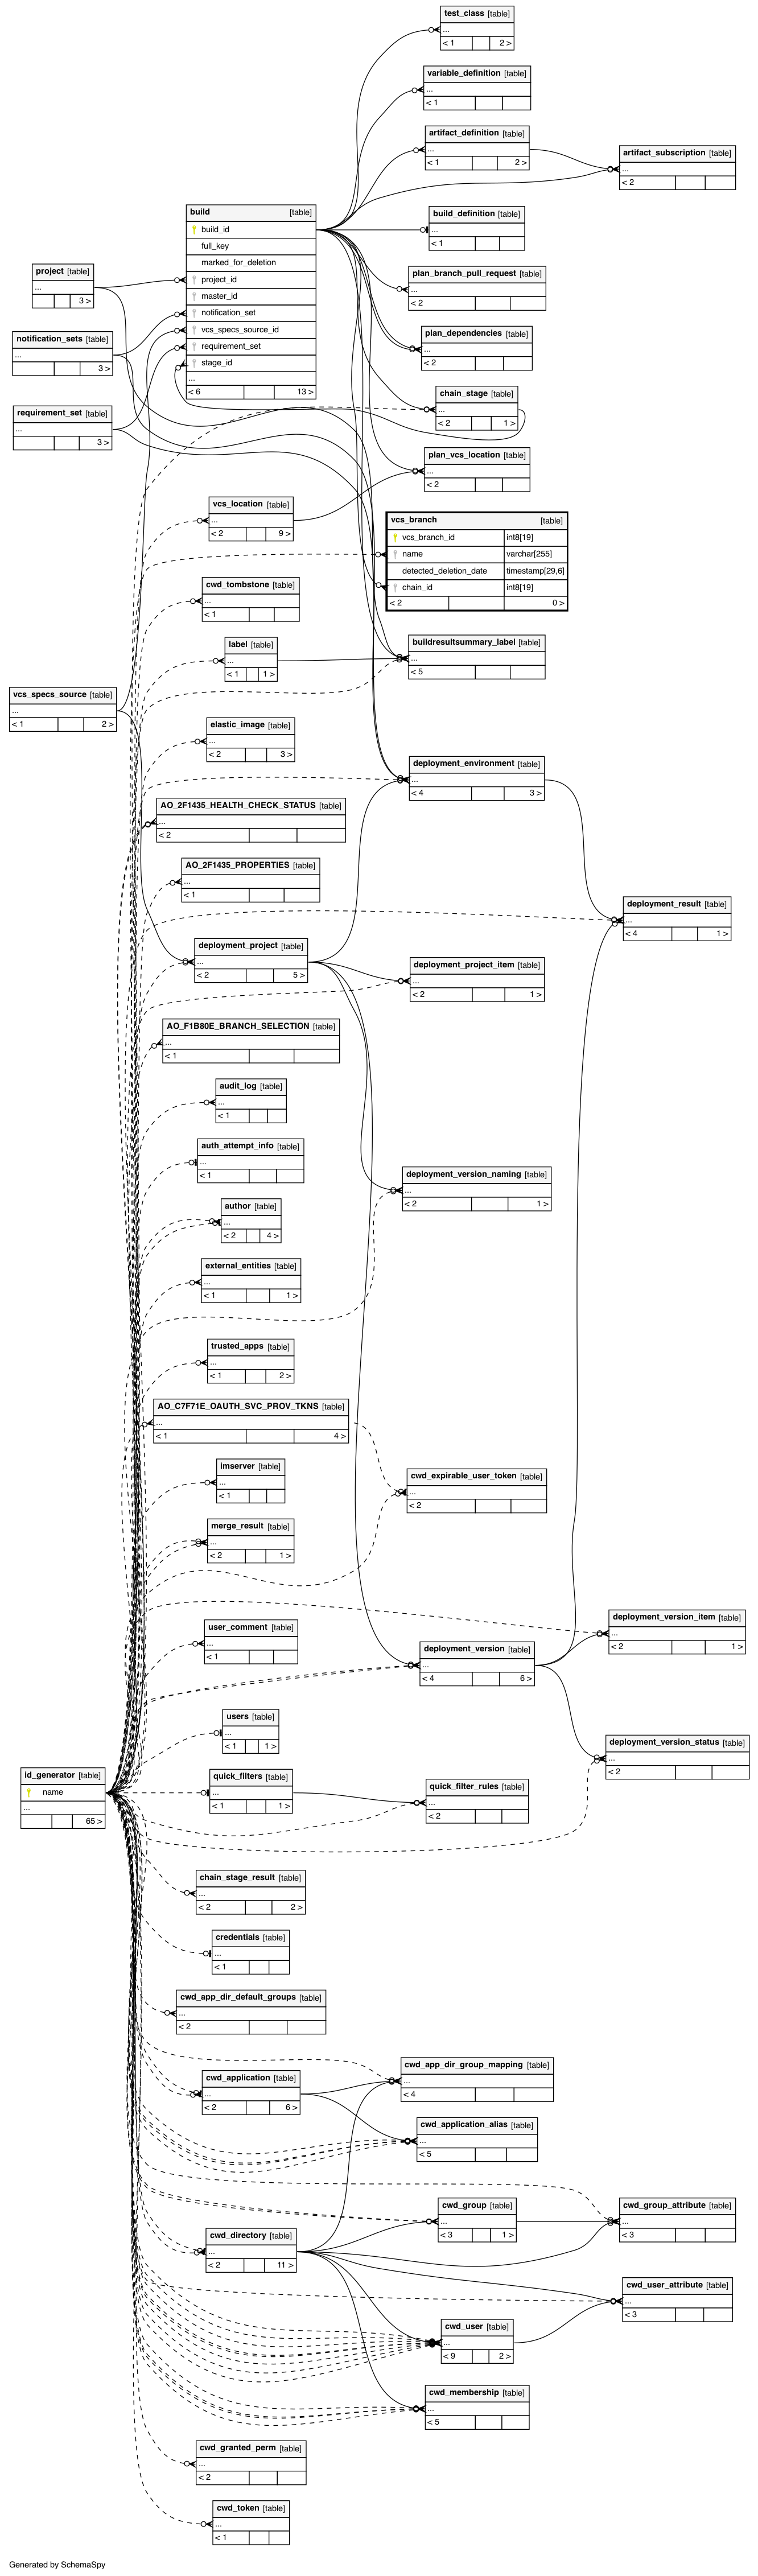 test_class [table]
...
< 1 2 >
variable_definition [table]
...
< 1
artifact_definition [table]
...
< 1 2 >
artifact_subscription [table]
...
< 2
build [table]
build_id
full_key
marked_for_deletion
project_id
master_id
notification_set
vcs_specs_source_id
requirement_set
stage_id
...
< 6 13 >
build_definition [table]
...
< 1
project [table]
...
3 >
plan_branch_pull_request [table]
...
< 2
notification_sets [table]
...
3 >
plan_dependencies [table]
...
< 2
chain_stage [table]
...
< 2 1 >
requirement_set [table]
...
3 >
plan_vcs_location [table]
...
< 2
vcs_location [table]
...
< 2 9 >
vcs_branch [table]
vcs_branch_id int8[19]
name varchar[255]
detected_deletion_date timestamp[29,6]
chain_id int8[19]
< 2 0 >
cwd_tombstone [table]
...
< 1
label [table]
...
< 1 1 >
buildresultsummary_label [table]
...
< 5
vcs_specs_source [table]
...
< 1 2 >
elastic_image [table]
...
< 2 3 >
deployment_environment [table]
...
< 4 3 >
AO_2F1435_HEALTH_CHECK_STATUS [table]
...
< 2
AO_2F1435_PROPERTIES [table]
...
< 1
deployment_result [table]
...
< 4 1 >
deployment_project [table]
...
< 2 5 >
deployment_project_item [table]
...
< 2 1 >
AO_F1B80E_BRANCH_SELECTION [table]
...
< 1
audit_log [table]
...
< 1
auth_attempt_info [table]
...
< 1
deployment_version_naming [table]
...
< 2 1 >
author [table]
...
< 2 4 >
external_entities [table]
...
< 1 1 >
trusted_apps [table]
...
< 1 2 >
AO_C7F71E_OAUTH_SVC_PROV_TKNS [table]
...
< 1 4 >
imserver [table]
...
< 1
cwd_expirable_user_token [table]
...
< 2
merge_result [table]
...
< 2 1 >
deployment_version_item [table]
...
< 2 1 >
user_comment [table]
...
< 1
deployment_version [table]
...
< 4 6 >
users [table]
...
< 1 1 >
deployment_version_status [table]
...
< 2
id_generator [table]
name
...
65 >
quick_filters [table]
...
< 1 1 >
quick_filter_rules [table]
...
< 2
chain_stage_result [table]
...
< 2 2 >
credentials [table]
...
< 1
cwd_app_dir_default_groups [table]
...
< 2
cwd_app_dir_group_mapping [table]
...
< 4
cwd_application [table]
...
< 2 6 >
cwd_application_alias [table]
...
< 5
cwd_group [table]
...
< 3 1 >
cwd_group_attribute [table]
...
< 3
cwd_directory [table]
...
< 2 11 >
cwd_user_attribute [table]
...
< 3
cwd_user [table]
...
< 9 2 >
cwd_membership [table]
...
< 5
cwd_granted_perm [table]
...
< 2
cwd_token [table]
...
< 1
Generated by SchemaSpy